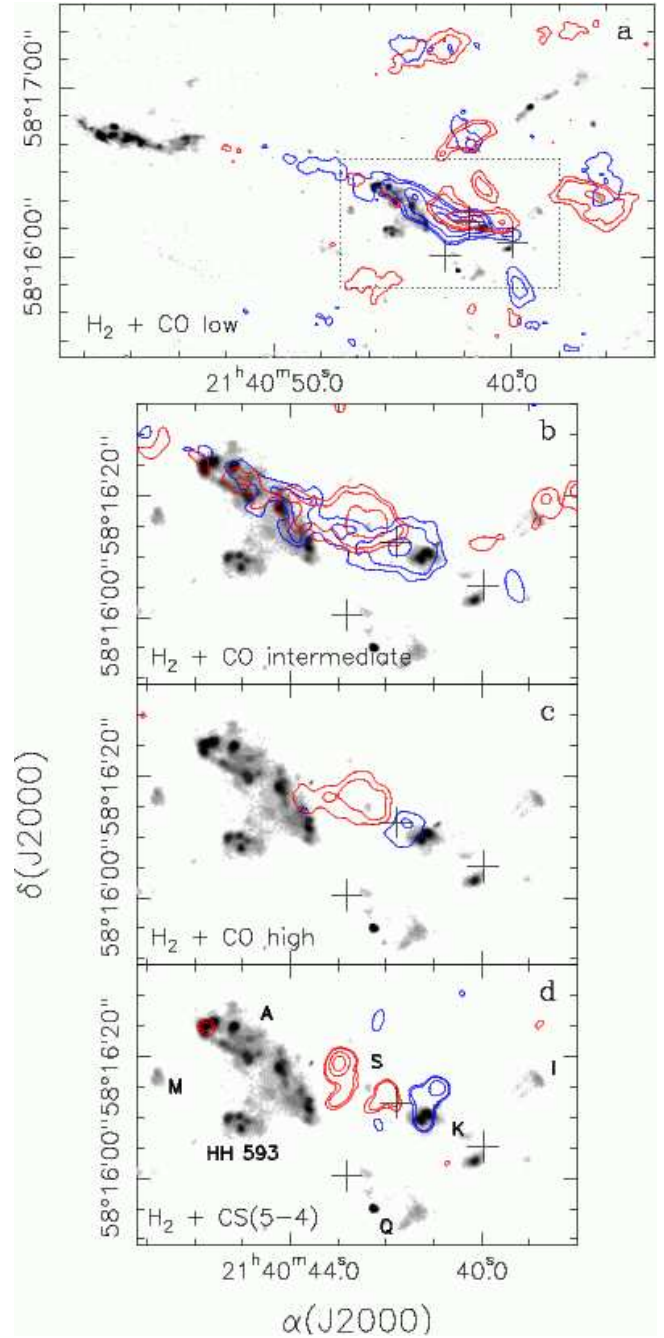 a
58°17'00"
58°16'00"
H₂ + CO low
21ʰ40ᵐ50ˢ.0
40ˢ.0
b
58°16'20"
58°16'00"
H₂ + CO intermediate
c
58°16'20"
58°16'00"
H₂ + CO high
δ(J2000)
d
A
S
I
M
K
HH 593
58°16'20"
58°16'00"
H₂ + CS(5−4)
Q
21ʰ40ᵐ44ˢ.0
40ˢ.0
α(J2000)